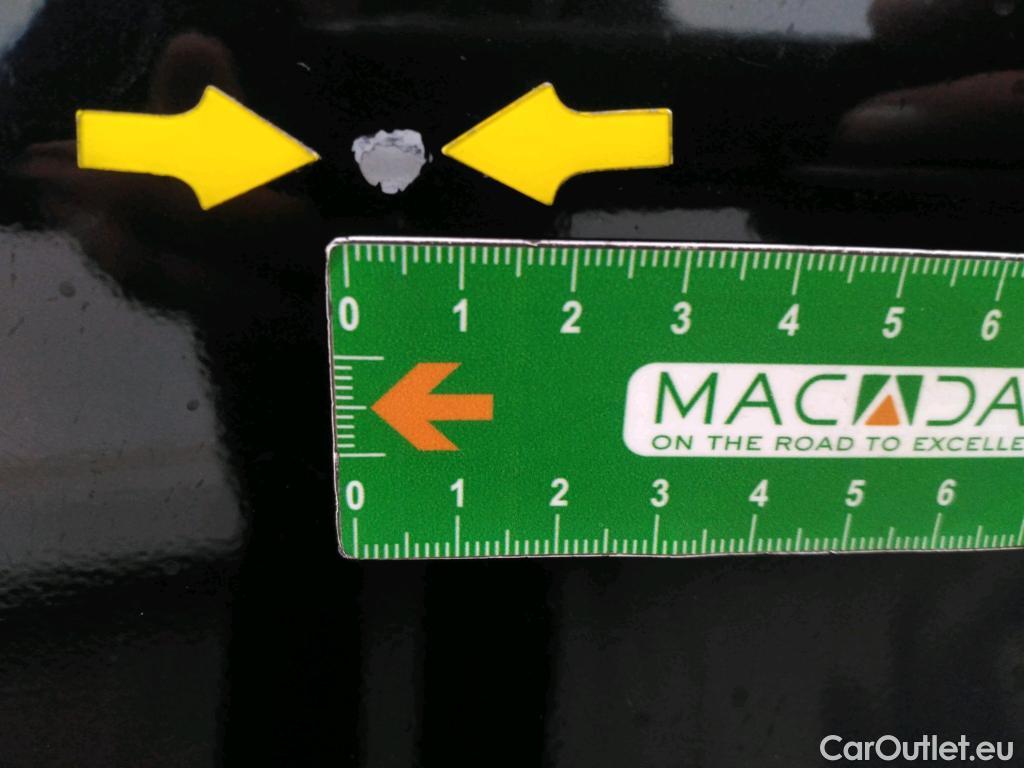 0 1 2 3 4 5 6
MACADA
ON THE ROAD TO EXCELLE
0 1 2 3 4 5 6
CarOutlet.eu